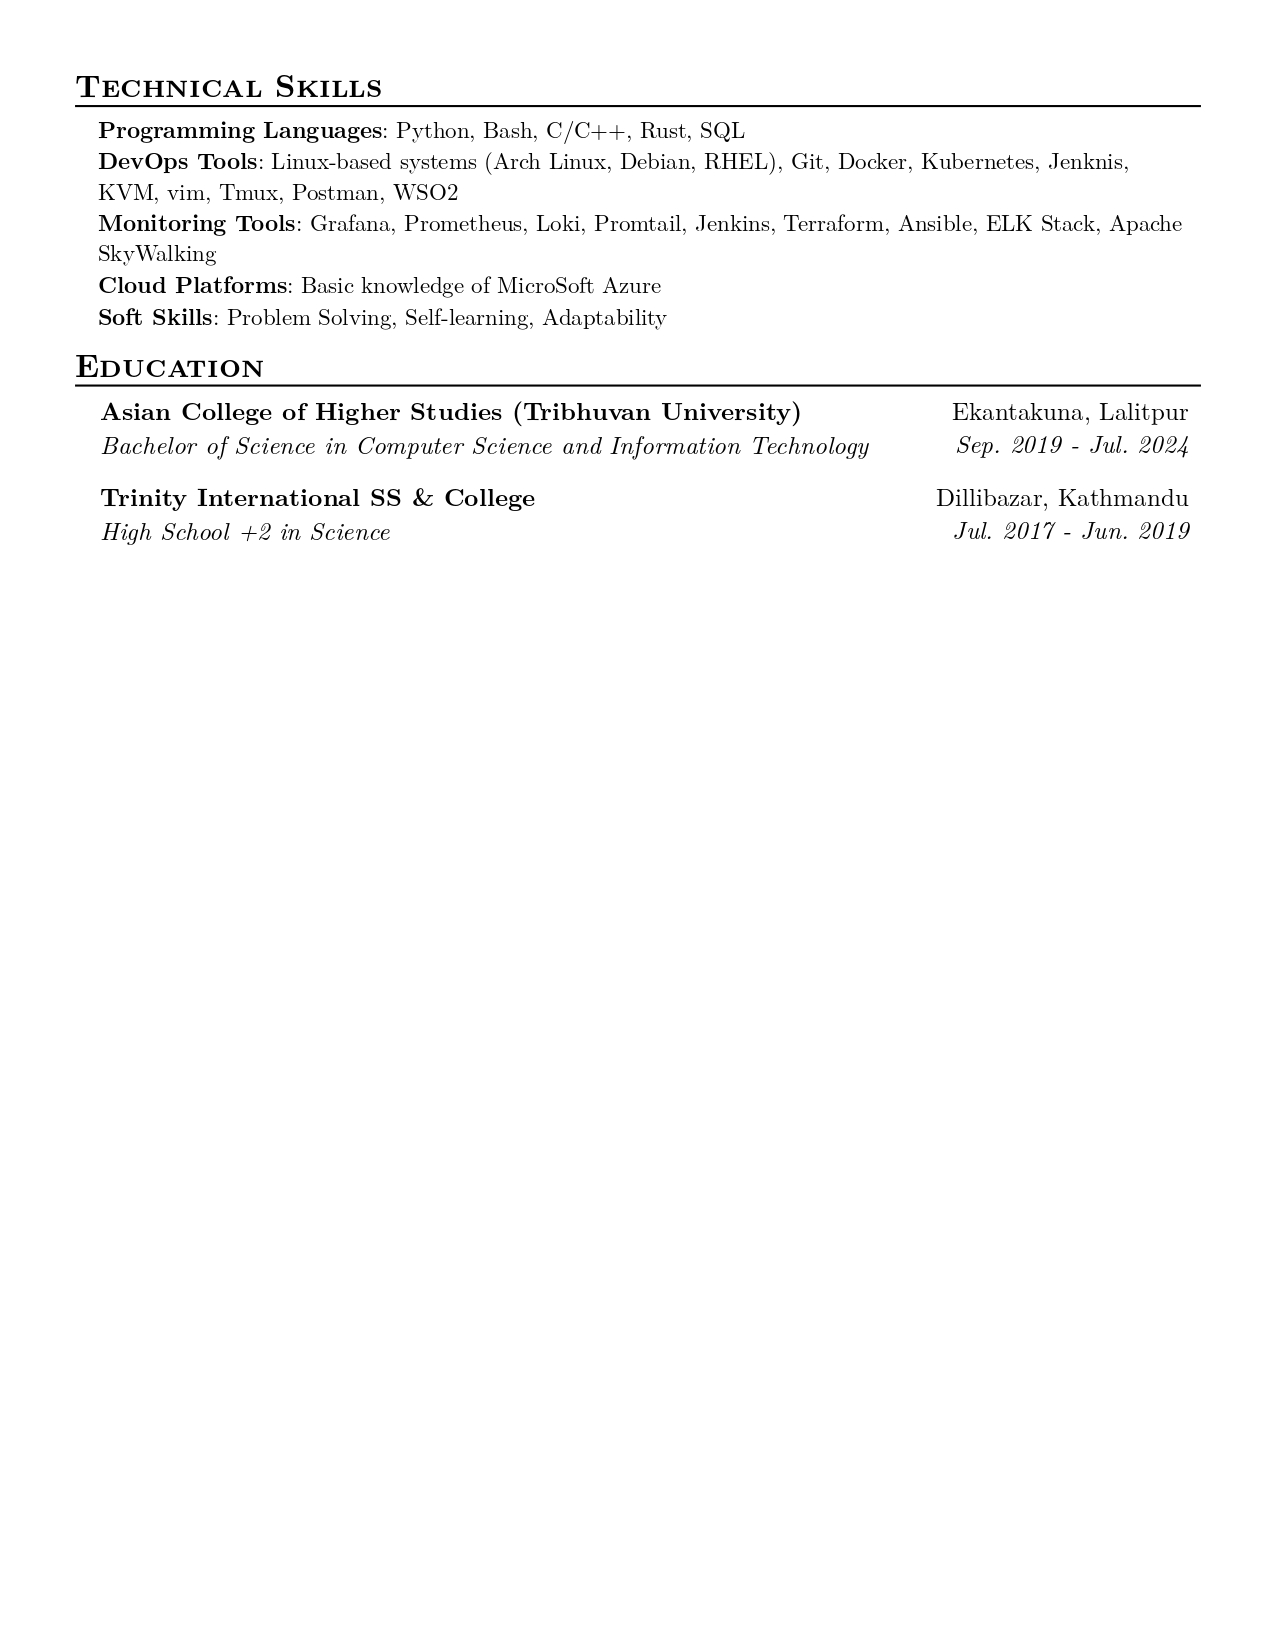 Technical Skills
Programming Languages: Python, Bash, C/C++, Rust, SQL
DevOps Tools: Linux-based systems (Arch Linux, Debian, RHEL), Git, Docker, Kubernetes, Jenknis,
KVM, vim, Tmux, Postman, WSO2
Monitoring Tools: Grafana, Prometheus, Loki, Promtail, Jenkins, Terraform, Ansible, ELK Stack, Apache
SkyWalking
Cloud Platforms: Basic knowledge of MicroSoft Azure
Soft Skills: Problem Solving, Self-learning, Adaptability
Education
Asian College of Higher Studies (Tribhuvan University) Ekantakuna, Lalitpur
Bachelor of Science in Computer Science and Information Technology Sep. 2019 - Jul. 2024
Trinity International SS & College Dillibazar, Kathmandu
High School +2 in Science Jul. 2017 - Jun. 2019